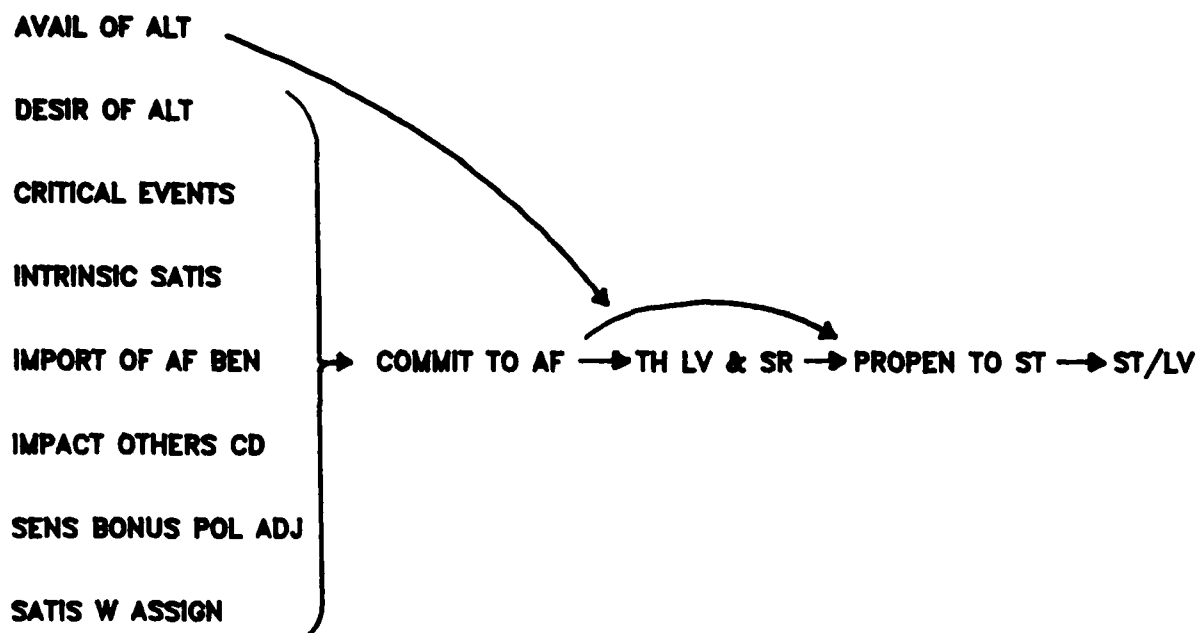 AVAIL OF ALT
DESIR OF ALT
CRITICAL EVENTS
INTRINSIC SATIS
IMPORT OF AF BEN
COMMIT TO AF
TH LV & SR
PROPEN TO ST
ST/LV
IMPACT OTHERS CD
SENS BONUS POL ADJ
SATIS W ASSIGN